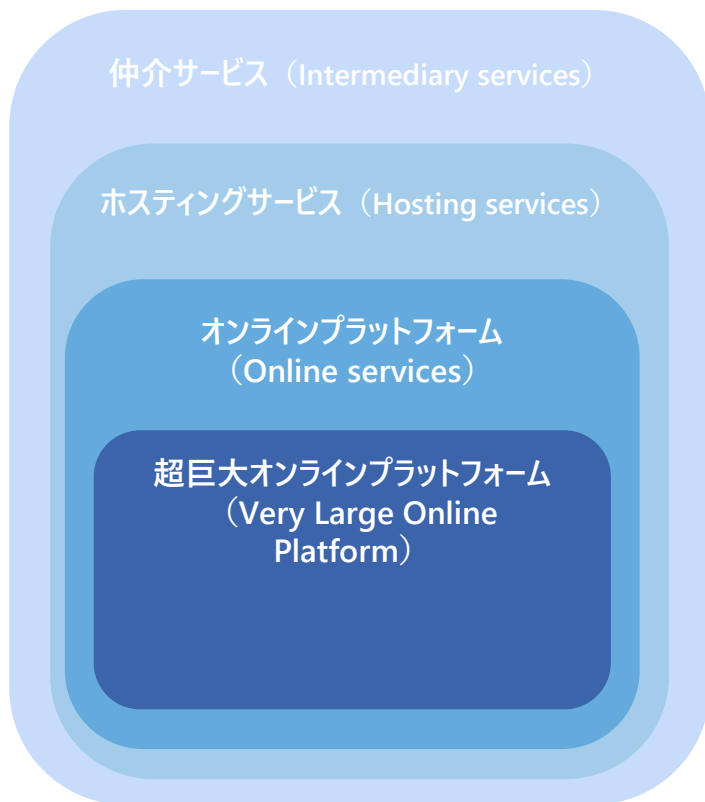 仲介サービス（Intermediary services）
ホスティングサービス（Hosting services）
オンラインプラットフォーム
（Online services）
超巨大オンラインプラットフォーム
（Very Large Online
Platform）